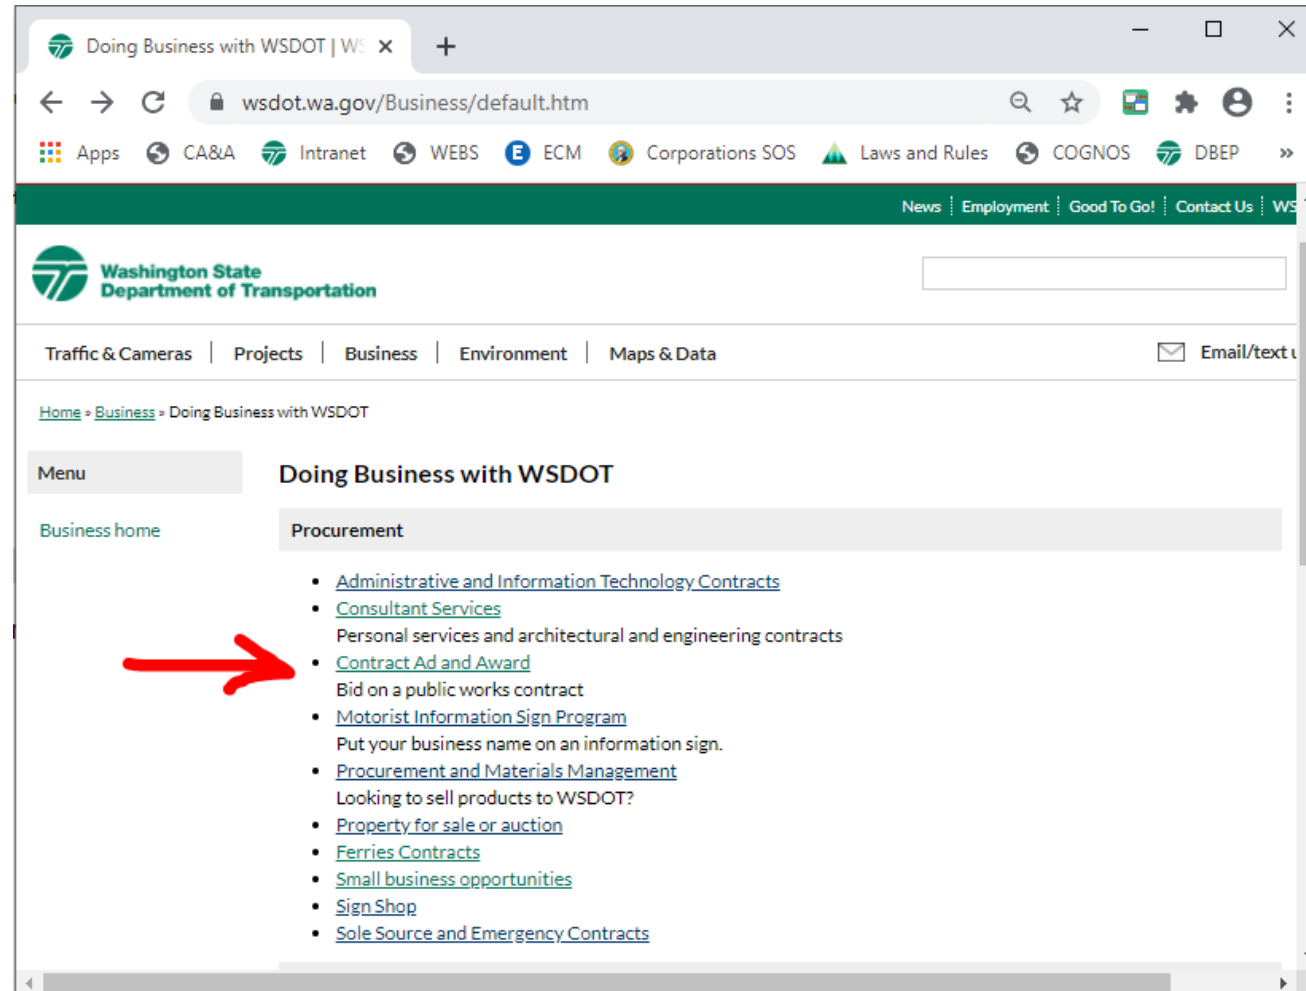 Doing Business with WSDOT | WS
wsdot.wa.gov/Business/default.htm
Apps CA&A Intranet WEBS E ECM Corporations SOS Laws and Rules COGNOS DBEP »
News Employment Good To Go! Contact Us WS
Washington State
Department of Transportation
Traffic & Cameras | Projects | Business | Environment | Maps & Data Email/text u
Home » Business » Doing Business with WSDOT
Menu
Doing Business with WSDOT
Business home
Procurement
• Administrative and Information Technology Contracts
• Consultant Services
Personal services and architectural and engineering contracts
• Contract Ad and Award
Bid on a public works contract
• Motorist Information Sign Program
Put your business name on an information sign.
• Procurement and Materials Management
Looking to sell products to WSDOT?
• Property for sale or auction
• Ferries Contracts
• Small business opportunities
• Sign Shop
• Sole Source and Emergency Contracts